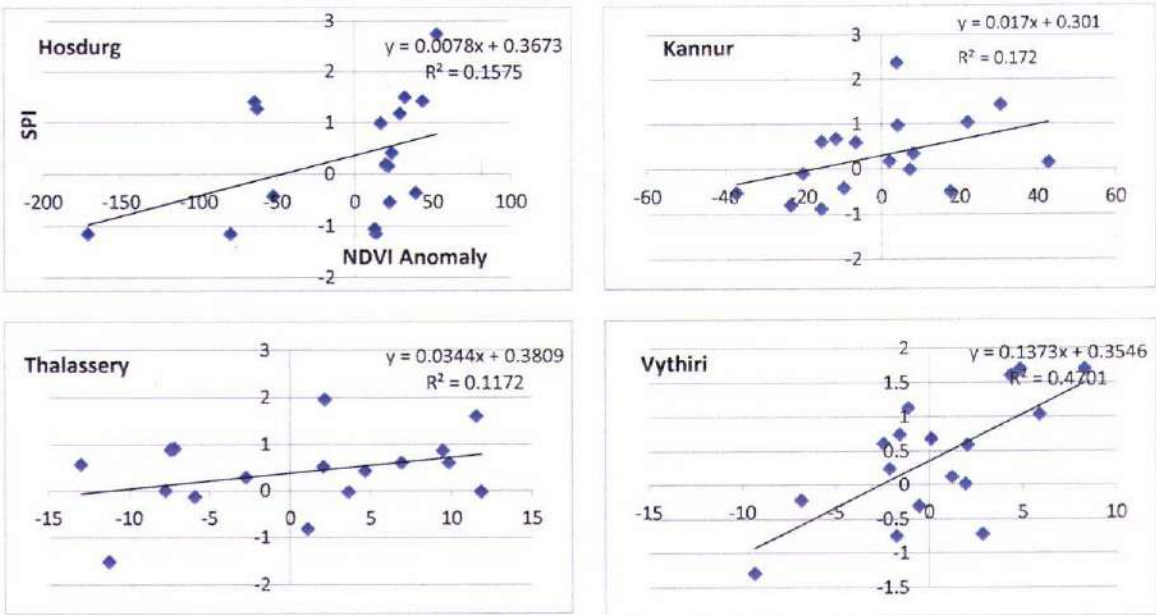 Hosdurg
y = 0.0078x + 0.3673
R² = 0.1575
SPI
3
2
1
0
-1
-2
-200 -150 -100 -50 0 50 100
NDVI Anomaly
Kannur
y = 0.017x + 0.301
R² = 0.172
3
2
1
0
-1
-2
-60 -40 -20 0 20 40 60
Thalassery
y = 0.0344x + 0.3809
R² = 0.1172
3
2
1
0
-1
-2
-15 -10 -5 0 5 10 15
Vythiri
y = 0.1373x + 0.3546
R² = 0.4701
2
1.5
1
0.5
0
-0.5
-1
-1.5
-15 -10 -5 0 5 10